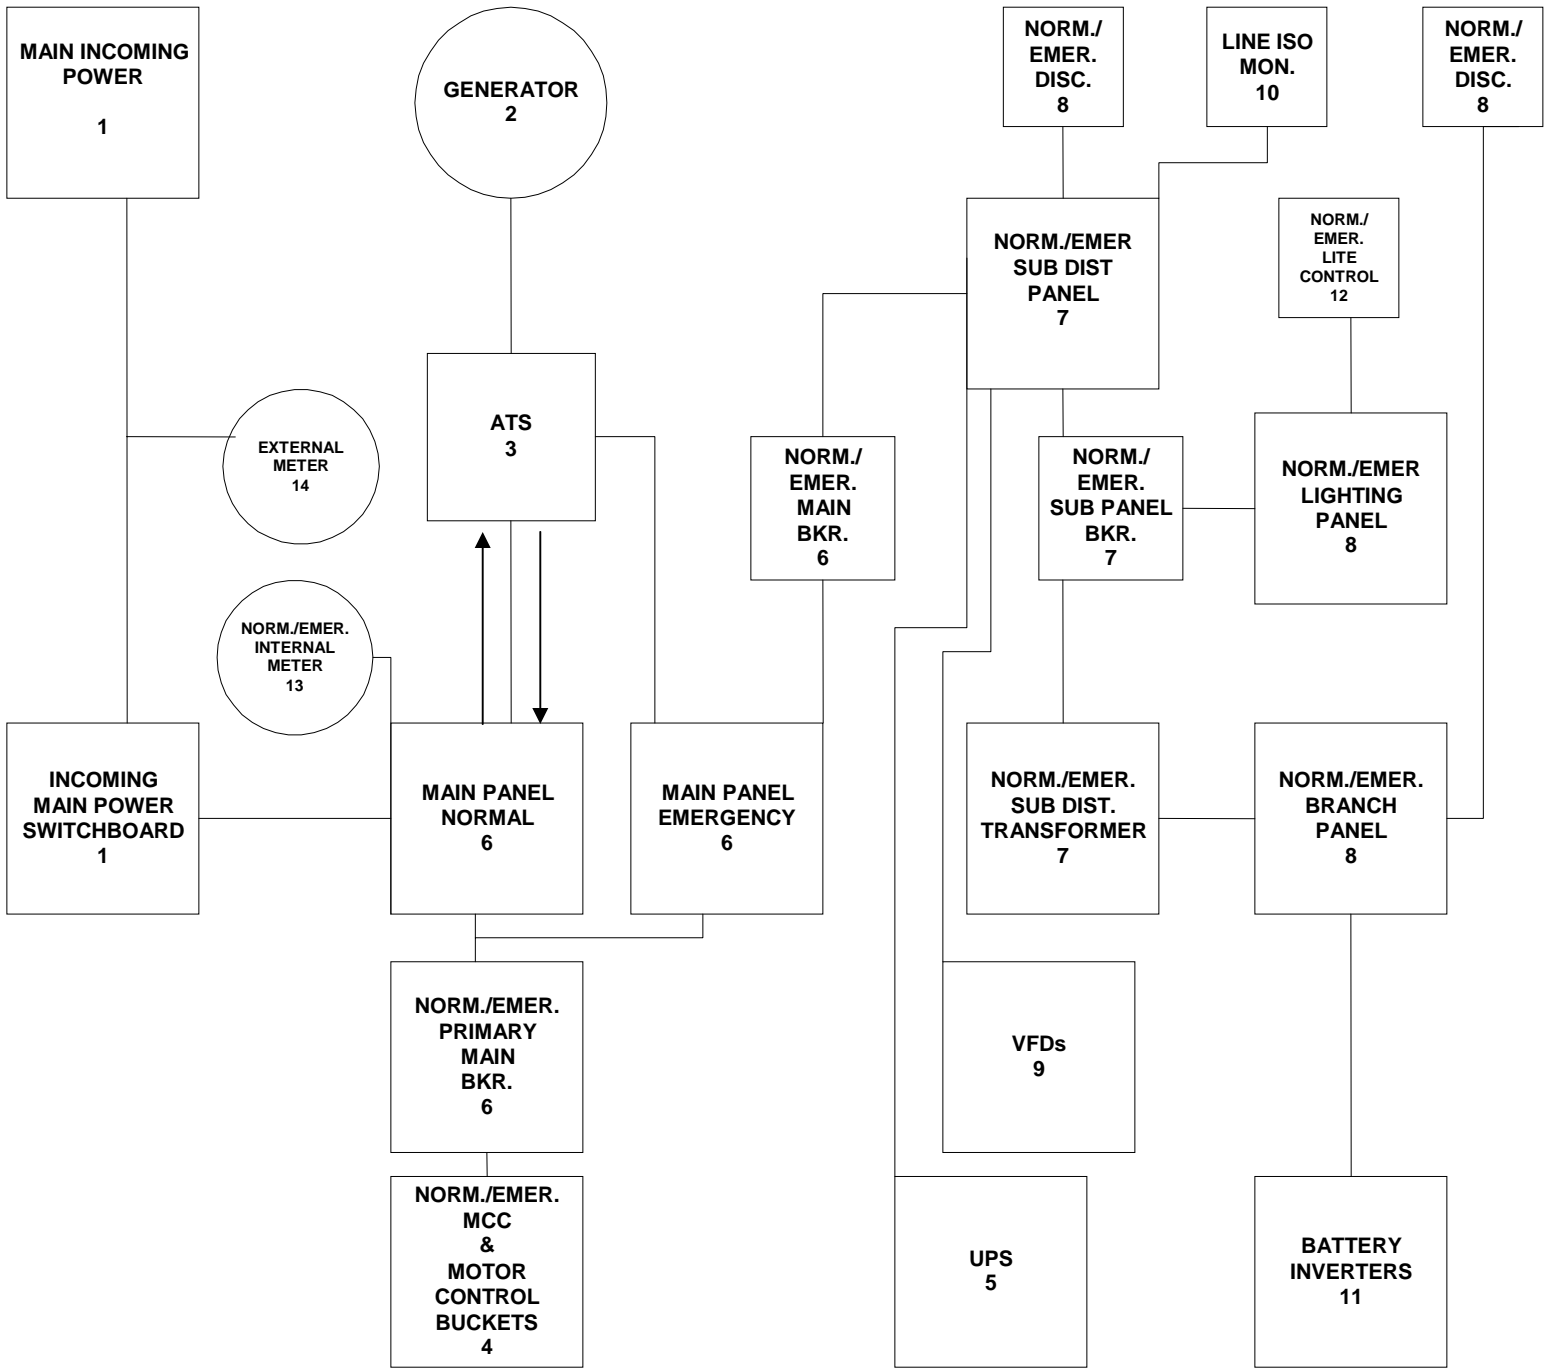 MAIN INCOMING
POWER
1
GENERATOR
2
NORM./
EMER.
DISC.
8
LINE ISO
MON.
10
NORM./
EMER.
DISC.
8
NORM./EMER
SUB DIST
PANEL
7
NORM./
EMER.
LITE
CONTROL
12
EXTERNAL
METER
14
ATS
3
NORM./
EMER.
MAIN
BKR.
6
NORM./
EMER.
SUB PANEL
BKR.
7
NORM./EMER
LIGHTING
PANEL
8
NORM./EMER.
INTERNAL
METER
13
INCOMING
MAIN POWER
SWITCHBOARD
1
MAIN PANEL
NORMAL
6
MAIN PANEL
EMERGENCY
6
NORM./EMER.
SUB DIST.
TRANSFORMER
7
NORM./EMER.
BRANCH
PANEL
8
NORM./EMER.
PRIMARY
MAIN
BKR.
6
VFDs
9
NORM./EMER.
MCC
&
MOTOR
CONTROL
BUCKETS
4
UPS
5
BATTERY
INVERTERS
11